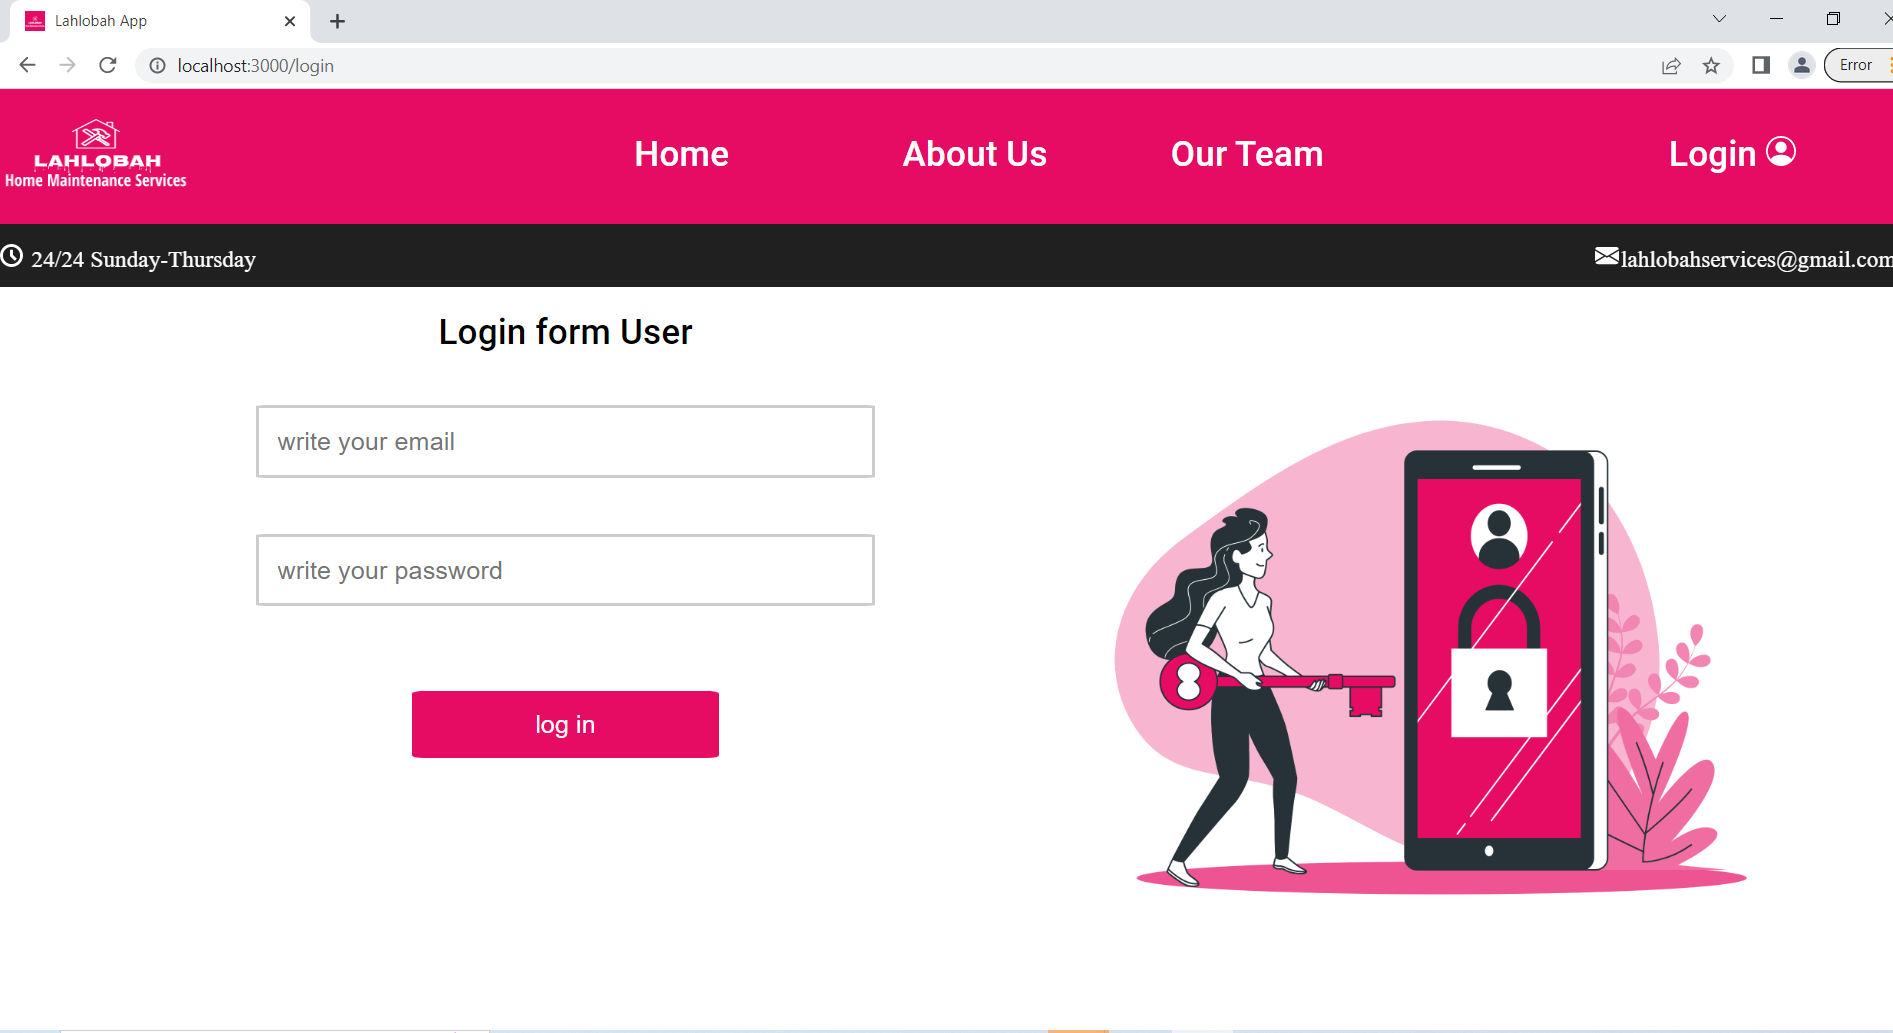 Lahlobah App
localhost:3000/login
Error
LAHLOBAH
Home Maintenance Services
Home
About Us
Our Team
Login
24/24 Sunday-Thursday
lahlobahservices@gmail.com
Login form User
write your email
write your password
log in